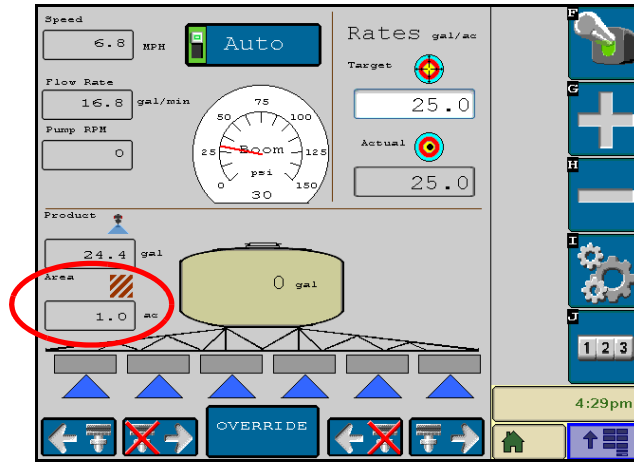 Speed
6.8 MPH
Auto
Flow Rate
16.8 gal/min
Pump RPM
0
75
50 100
25 Boom 125
psi
0 150
30
Rates gal/ac
Target
25.0
Actual
25.0
Product
24.4 gal
Area
1.0 ac
0 gal
OVERRIDE
F
G
H
I
J
1 2 3
4:29pm